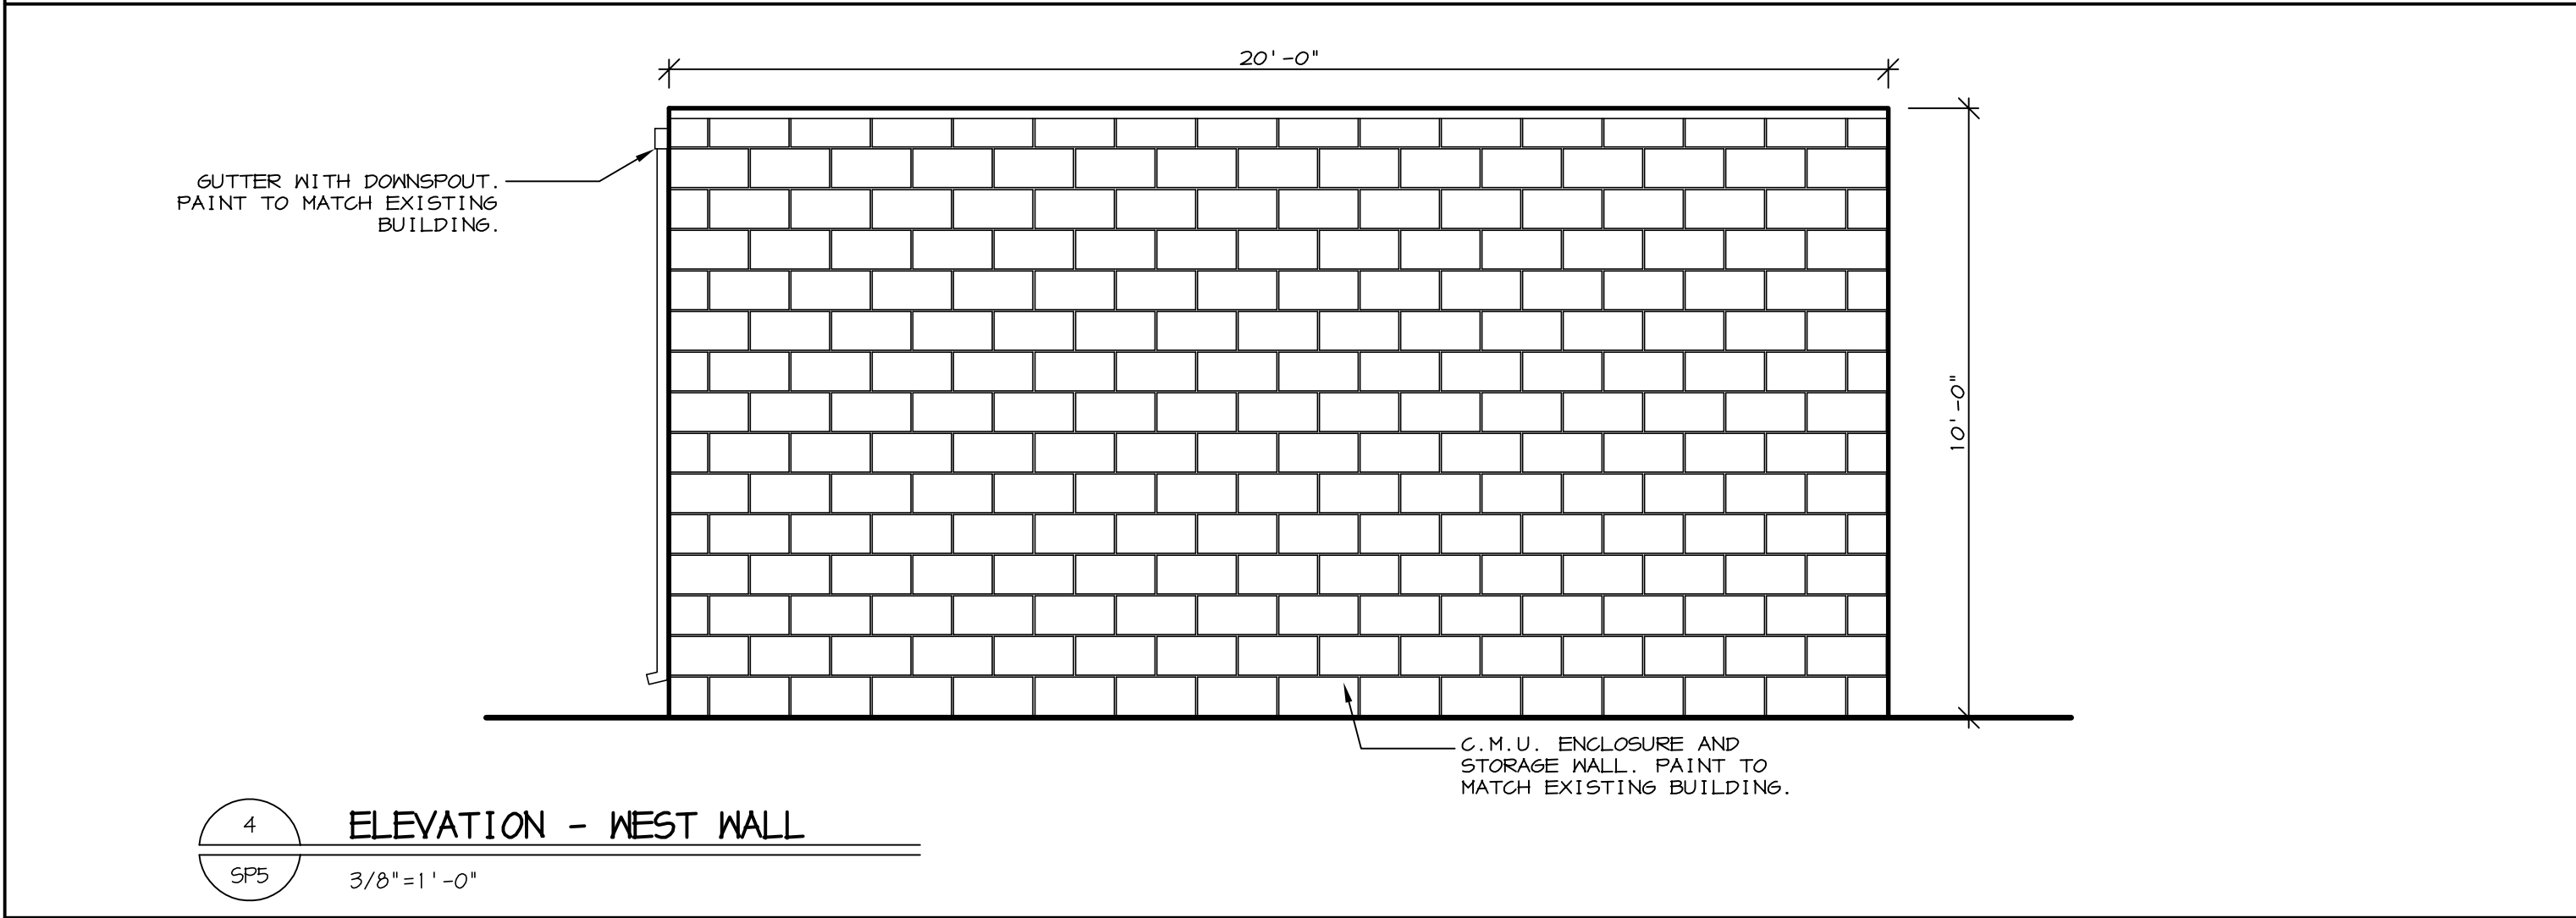 20'-0"
GUTTER WITH DOWNSPOUT.
PAINT TO MATCH EXISTING
BUILDING.
10'-0"
C.M.U. ENCLOSURE AND
STORAGE WALL. PAINT TO
MATCH EXISTING BUILDING.
4
ELEVATION - WEST WALL
SP5
3/8"=1'-0"